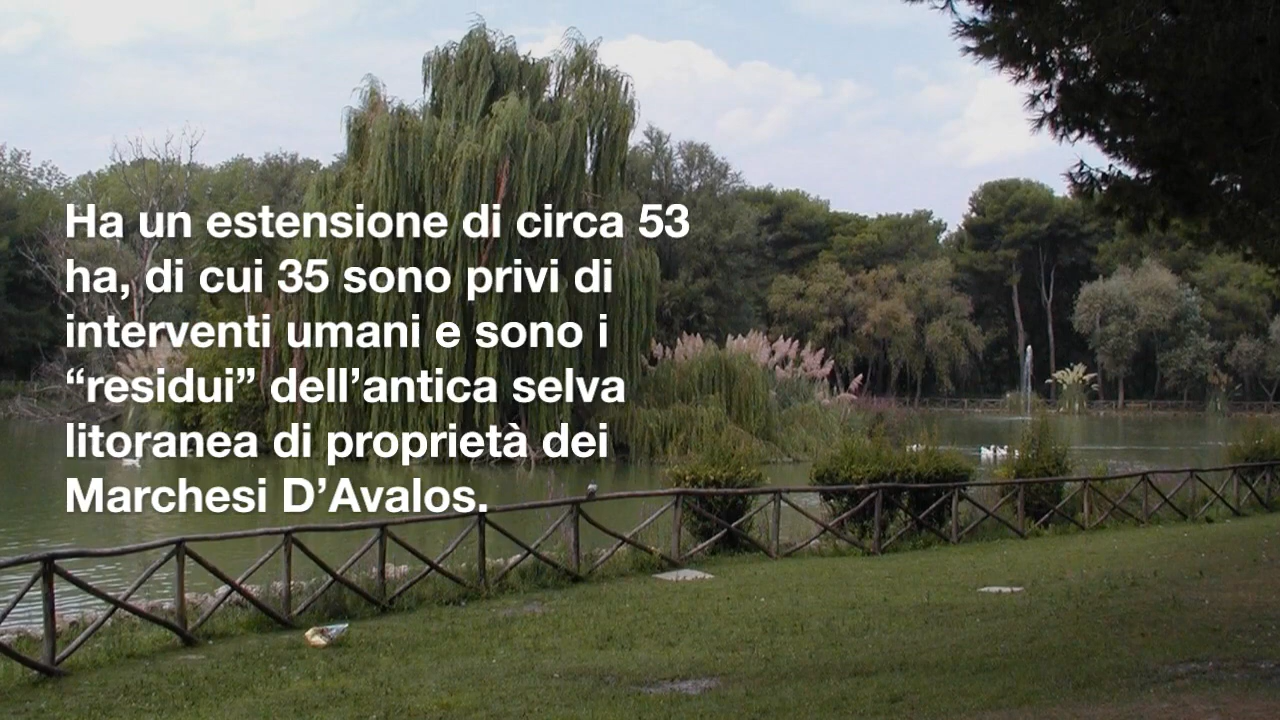 Ha un estensione di circa 53
ha, di cui 35 sono privi di
interventi umani e sono i
“residui” dell’antica selva
litoranea di proprietà dei
Marchesi D’Avalos.